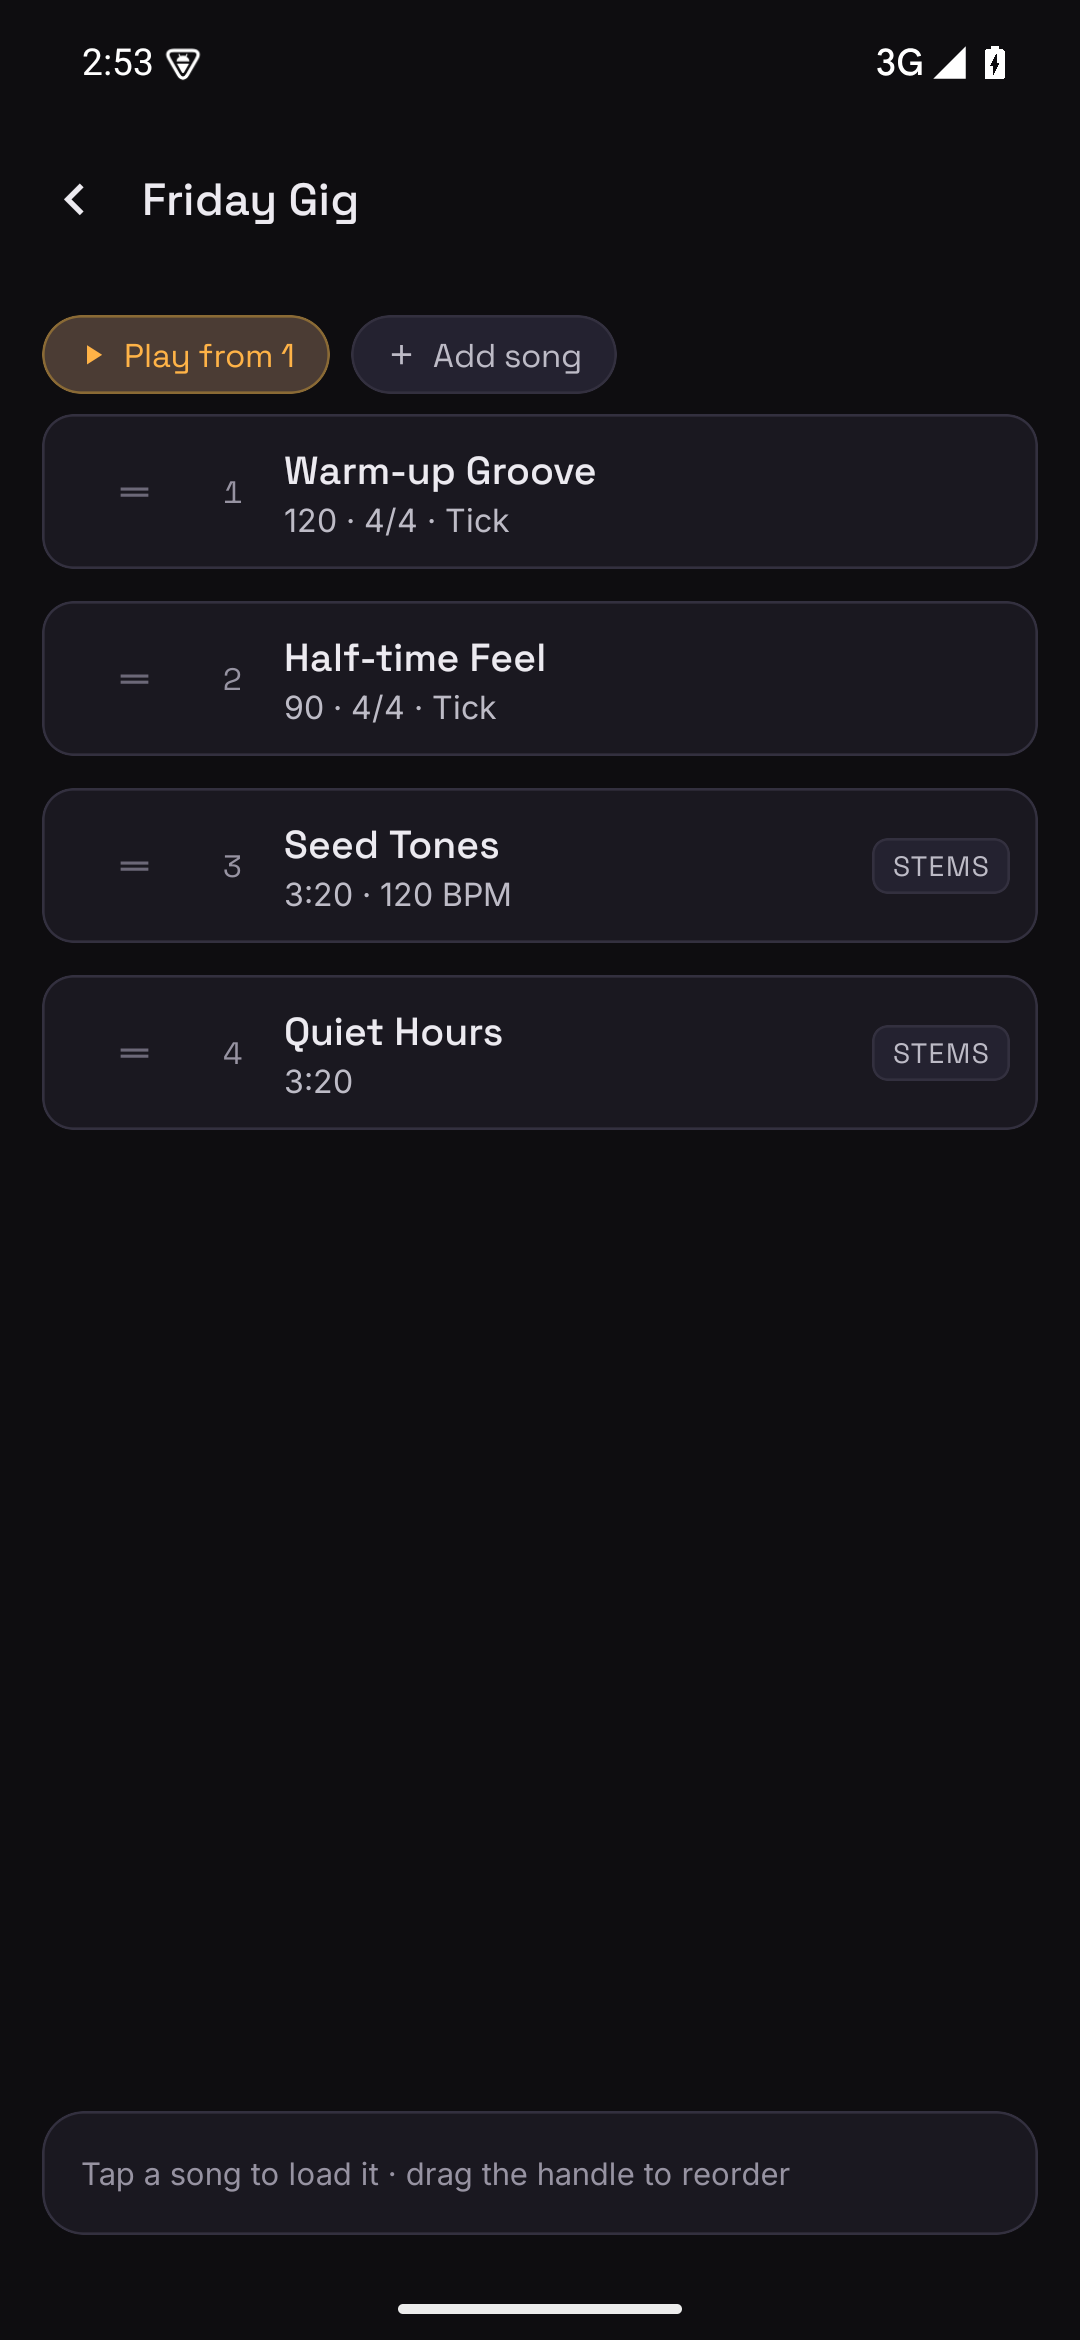 2:53
3G
Friday Gig
Play from 1
+ Add song
1
Warm-up Groove
120 · 4/4 · Tick
2
Half-time Feel
90 · 4/4 · Tick
3
Seed Tones
3:20 · 120 BPM
STEMS
4
Quiet Hours
3:20
STEMS
Tap a song to load it · drag the handle to reorder